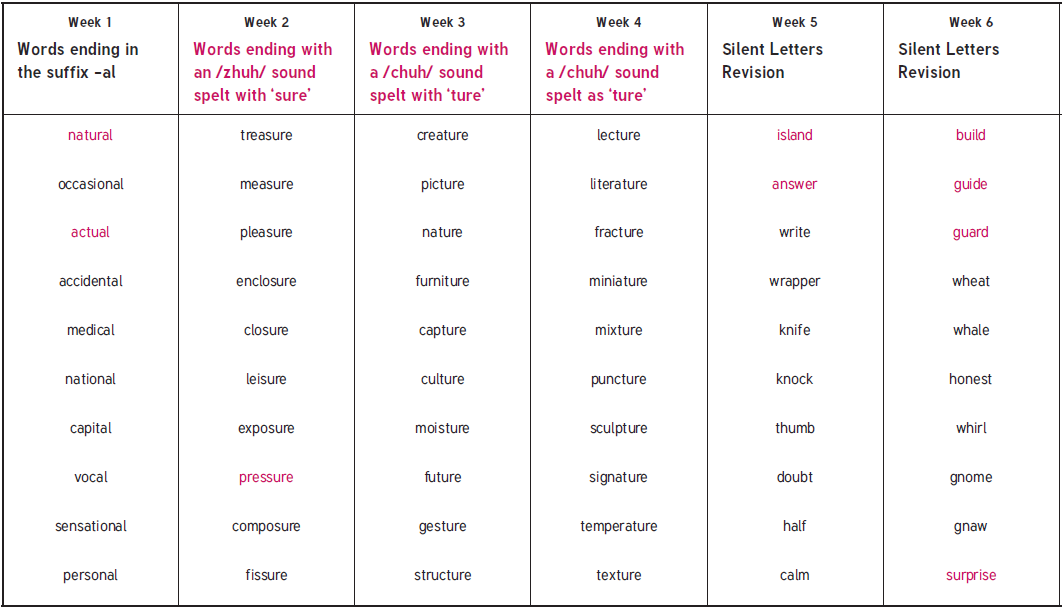 Week 1
Words ending in
the suffix –al
natural
occasional
actual
accidental
medical
national
capital
vocal
sensational
personal
Week 2
Words ending with
an /zhuh/ sound
spelt with ‘sure’
treasure
measure
pleasure
enclosure
closure
leisure
exposure
pressure
composure
fissure
Week 3
Words ending with
a /chuh/ sound
spelt with ‘ture’
creature
picture
nature
furniture
capture
culture
moisture
future
gesture
structure
Week 4
Words ending with
a /chuh/ sound
spelt as ‘ture’
lecture
literature
fracture
miniature
mixture
puncture
sculpture
signature
temperature
texture
Week 5
Silent Letters
Revision
island
answer
write
wrapper
knife
knock
thumb
doubt
half
calm
Week 6
Silent Letters
Revision
build
guide
guard
wheat
whale
honest
whirl
gnome
gnaw
surprise